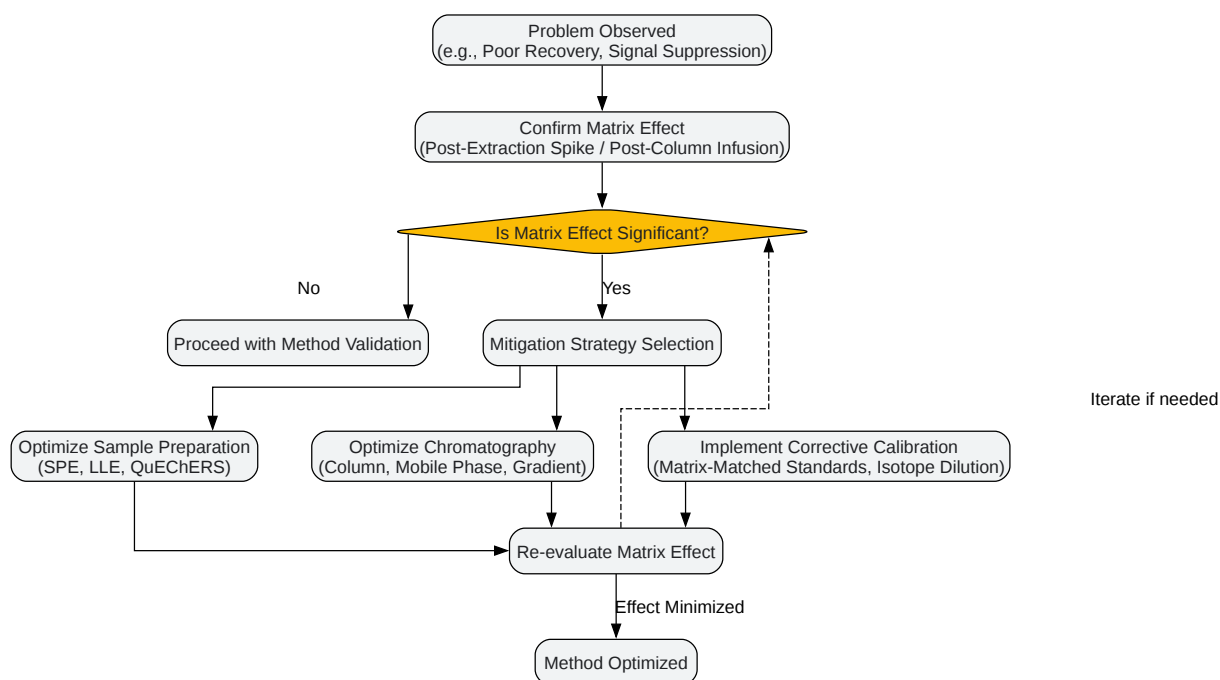 Problem Observed
(e.g., Poor Recovery, Signal Suppression)
Confirm Matrix Effect
(Post-Extraction Spike / Post-Column Infusion)
Is Matrix Effect Significant?
No
Yes
Proceed with Method Validation
Mitigation Strategy Selection
Iterate if needed
Optimize Sample Preparation
(SPE, LLE, QuEChERS)
Optimize Chromatography
(Column, Mobile Phase, Gradient)
Implement Corrective Calibration
(Matrix-Matched Standards, Isotope Dilution)
Re-evaluate Matrix Effect
Effect Minimized
Method Optimized